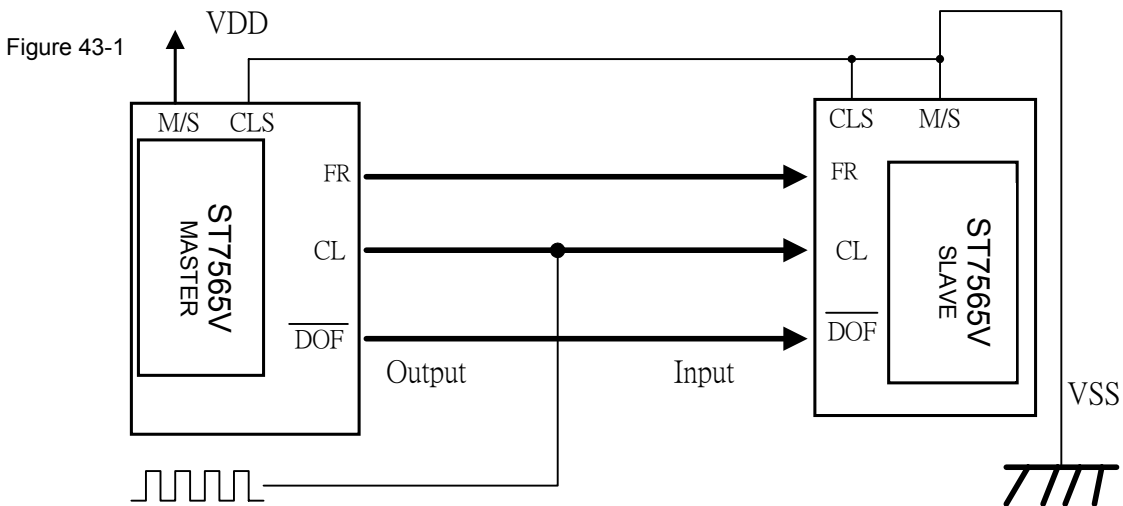 Figure 43-1
VDD
M/S CLS
FR
CL
DOF
ST7565V
MASTER
Output
Input
CLS M/S
FR
CL
DOF
ST7565V
SLAVE
VSS